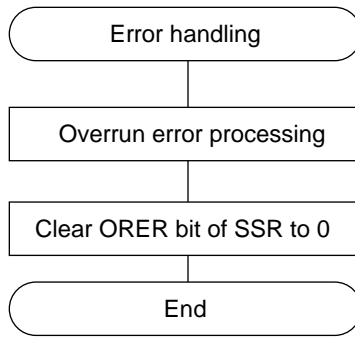 Error handling
Overrun error processing
Clear ORER bit of SSR to 0
End